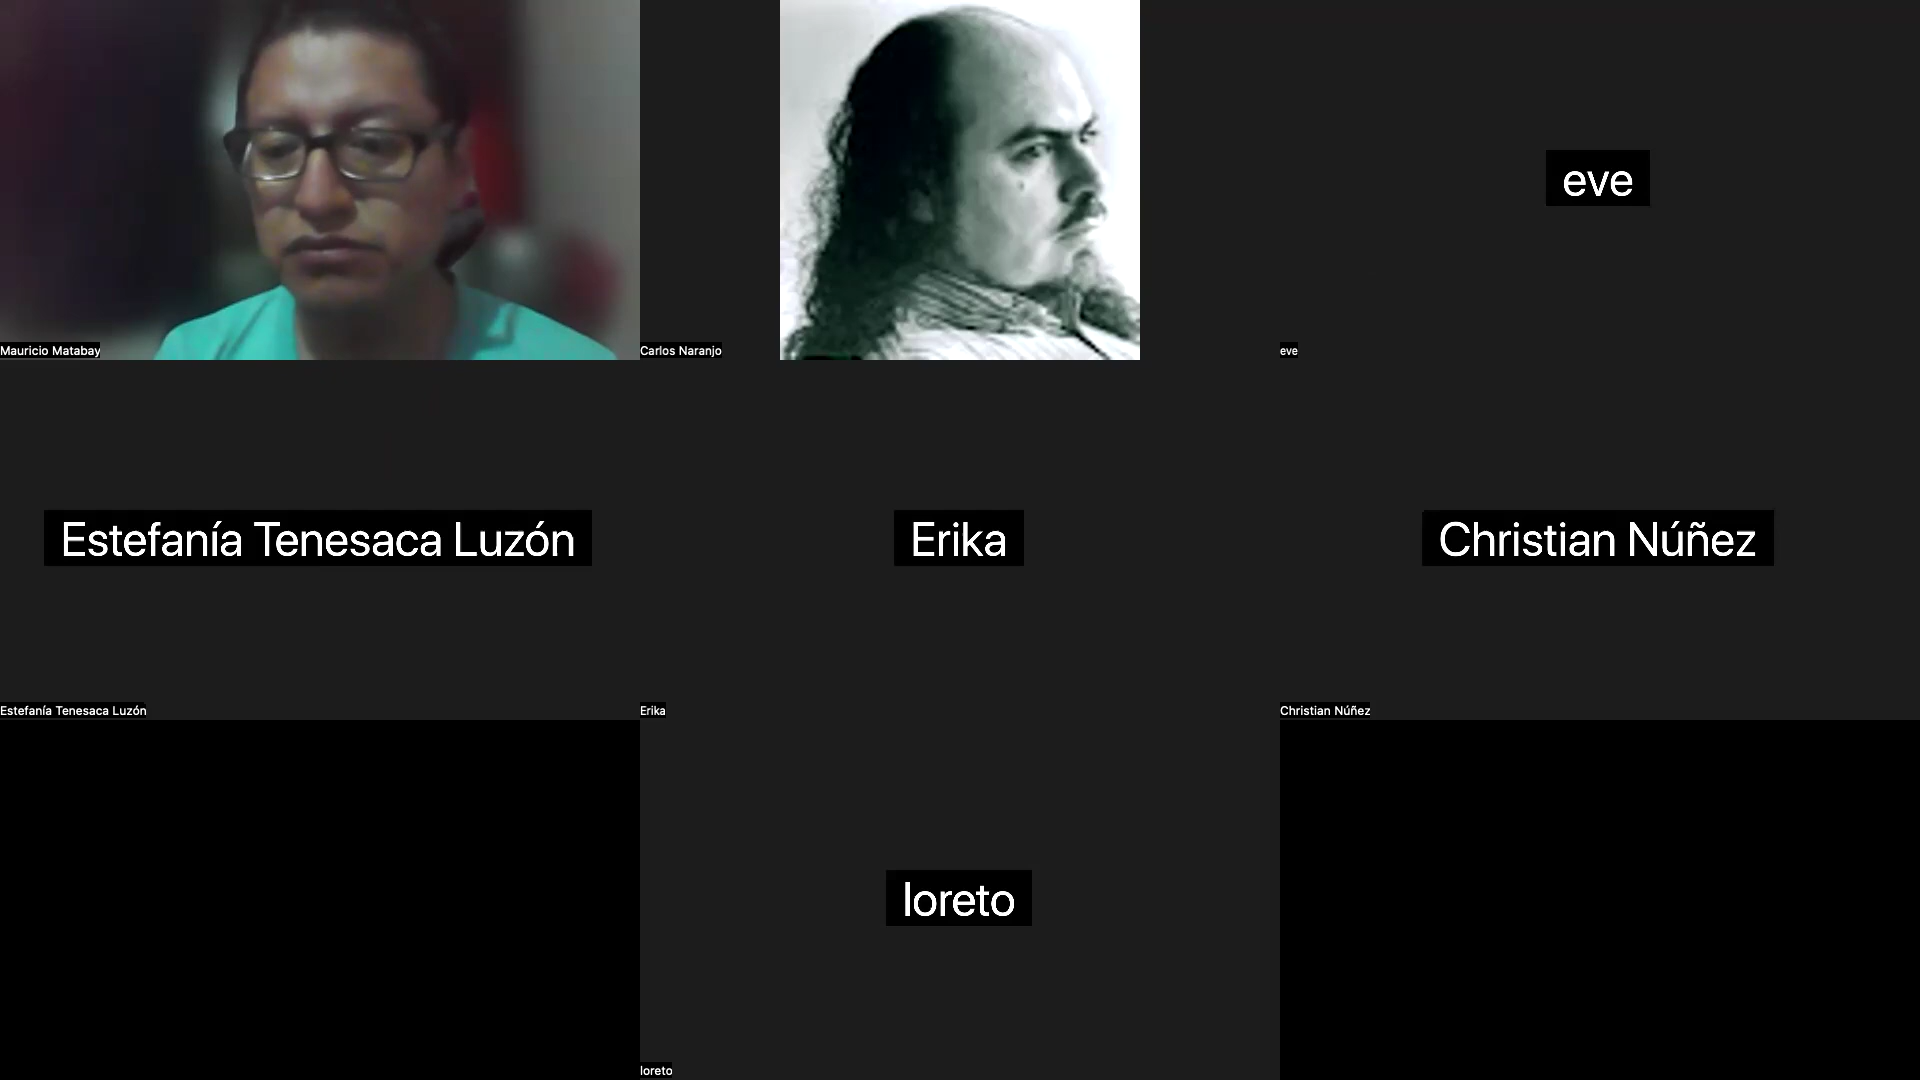 Mauricio Matabay
Carlos Naranjo
eve
eve
Estefanía Tenesaca Luzón
Erika
Christian Núñez
Estefanía Tenesaca Luzón
Erika
Christian Núñez
loreto
loreto